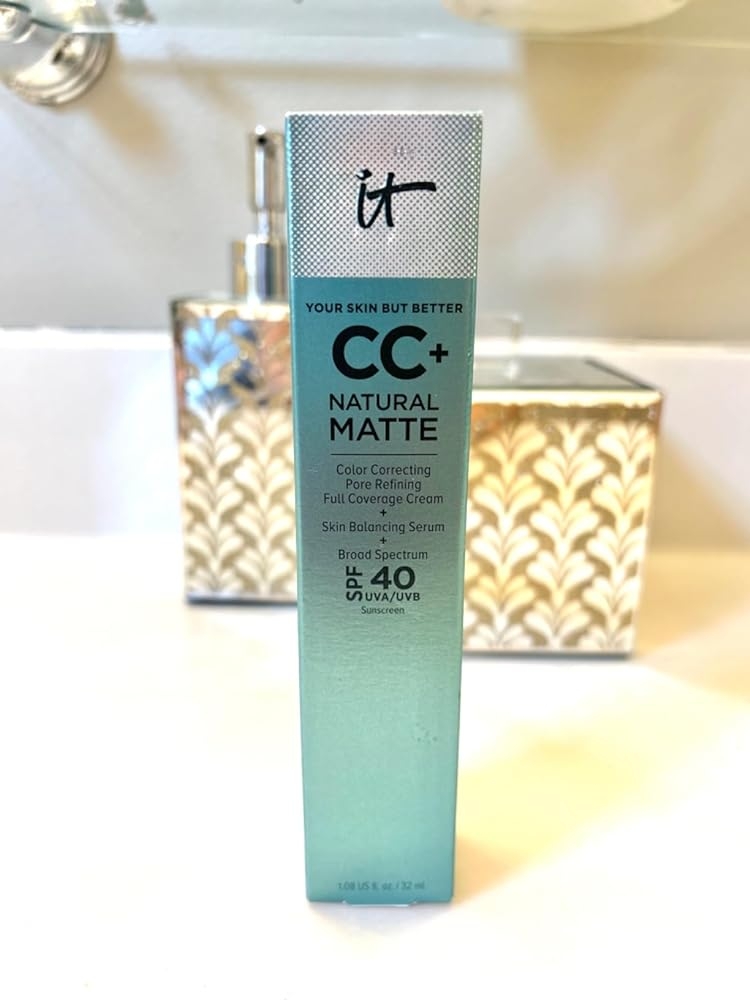 it
YOUR SKIN BUT BETTER
CC+
NATURAL
MATTE
Color Correcting
Pore Refining
Full Coverage Cream
+
Skin Balancing Serum
+
Broad Spectrum
SPF 40
UVA/UVB
Sunscreen
1.08 US fl. oz. / 32 ml